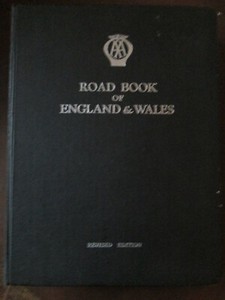 AA
ROAD BOOK
OF
ENGLAND & WALES
REVISED EDITION